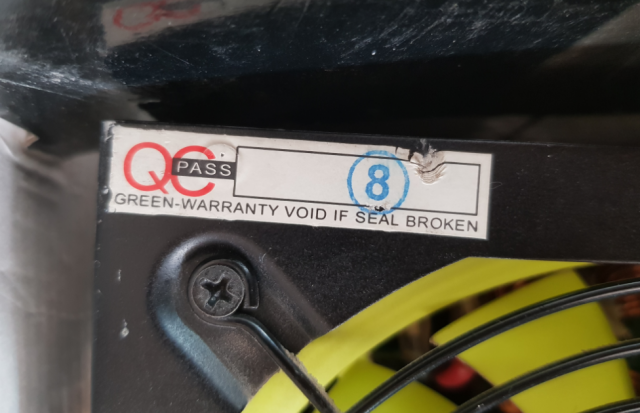 QC PASS 8
GREEN-WARRANTY VOID IF SEAL BROKEN